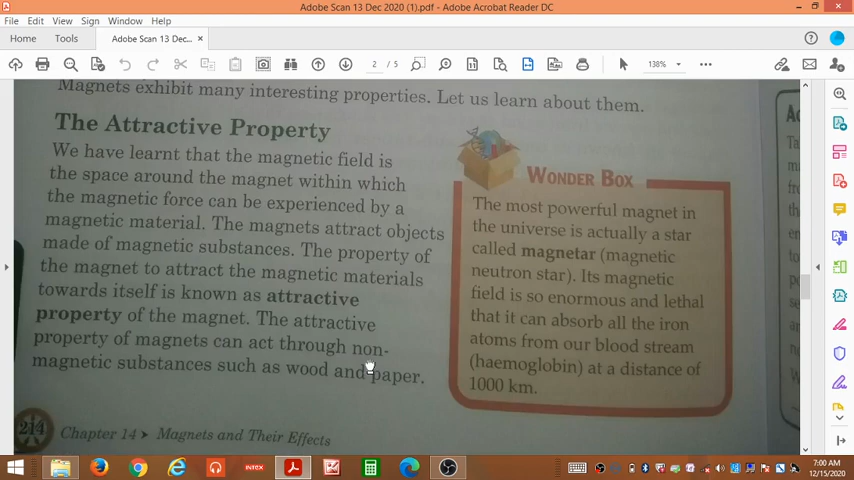 Adobe Scan 13 Dec 2020 (1).pdf - Adobe Acrobat Reader DC
File Edit View Sign Window Help
Home Tools Adobe Scan 13 Dec... ×
2 / 5 138%
Magnets exhibit many interesting properties. Let us learn about them.
The Attractive Property
We have learnt that the magnetic field is
the space around the magnet within which
the magnetic force can be experienced by a
magnetic material. The magnets attract objects
made of magnetic substances. The property of
the magnet to attract the magnetic materials
towards itself is known as attractive
property of the magnet. The attractive
property of magnets can act through non-
magnetic substances such as wood and paper.
WONDER BOX
The most powerful magnet in
the universe is actually a star
called magnetar (magnetic
neutron star). Its magnetic
field is so enormous and lethal
that it can absorb all the iron
atoms from our blood stream
(haemoglobin) at a distance of
1000 km.
214
Chapter 14 ➤ Magnets and Their Effects
INTEX
7:00 AM
12/15/2020